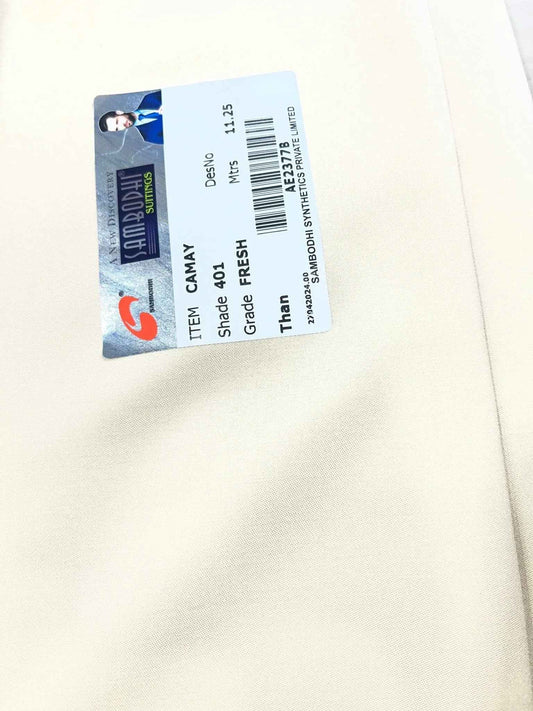 A NEW DISCOVERY
SAMBODHI®
SUITINGS
SAMBODHI
ITEM CAMAY
Shade 401 DesNo
Grade FRESH Mtrs 11.25
Than AE2377B
27042024.00 SAMBODHI SYNTHETICS PRIVATE LIMITED